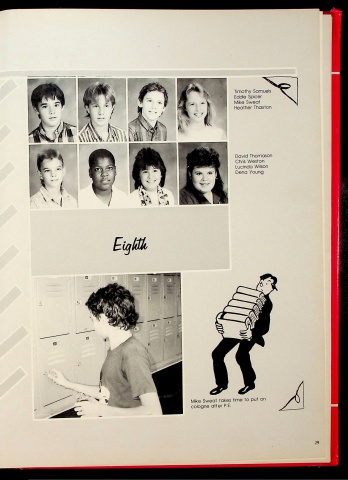 Timothy Samuels
Eddie Spicer
Mike Sweat
Heather Thaxton
David Thomason
Chris Weston
Lucinda Wilson
Dena Young
Eighth
Mike Sweat takes time to put on
cologne after P.E.
29